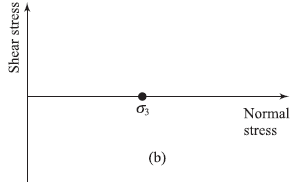 Shear stress
σ₃
Normal
stress
(b)